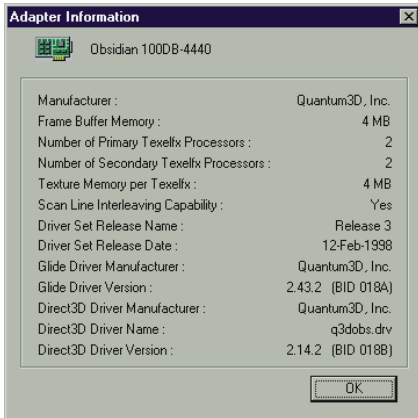 Adapter Information
Obsidian 100DB-4440
Manufacturer : Quantum3D, Inc.
Frame Buffer Memory : 4 MB
Number of Primary Texelfx Processors : 2
Number of Secondary Texelfx Processors : 2
Texture Memory per Texelfx : 4 MB
Scan Line Interleaving Capability : Yes
Driver Set Release Name : Release 3
Driver Set Release Date : 12-Feb-1998
Glide Driver Manufacturer : Quantum3D, Inc.
Glide Driver Version : 2.43.2 (BID 018A)
Direct3D Driver Manufacturer : Quantum3D, Inc.
Direct3D Driver Name : q3dobs.drv
Direct3D Driver Version : 2.14.2 (BID 018B)
OK